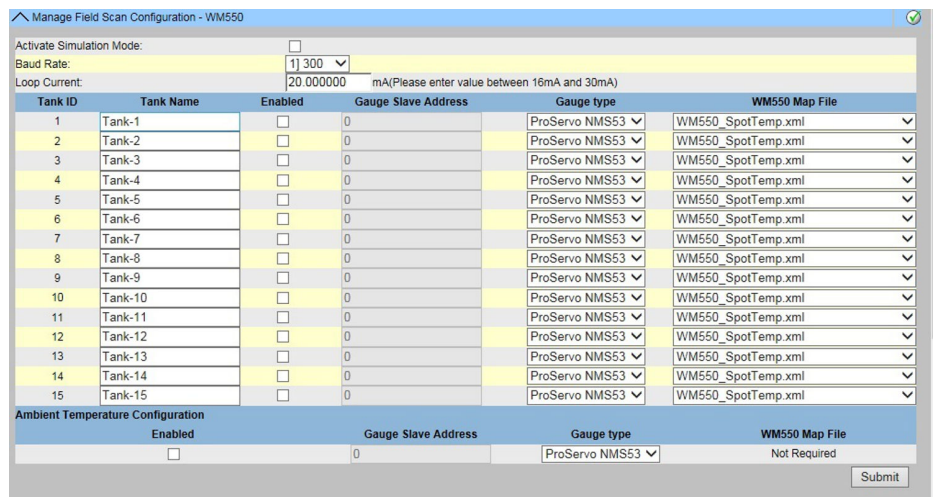 Manage Field Scan Configuration - WM550
Activate Simulation Mode:
Baud Rate: 1] 300
Loop Current: 20.000000 mA(Please enter value between 16mA and 30mA)
Tank ID Tank Name Enabled Gauge Slave Address Gauge type WM550 Map File
1 Tank-1 0 ProServo NMS53 WM550_SpotTemp.xml
2 Tank-2 0 ProServo NMS53 WM550_SpotTemp.xml
3 Tank-3 0 ProServo NMS53 WM550_SpotTemp.xml
4 Tank-4 0 ProServo NMS53 WM550_SpotTemp.xml
5 Tank-5 0 ProServo NMS53 WM550_SpotTemp.xml
6 Tank-6 0 ProServo NMS53 WM550_SpotTemp.xml
7 Tank-7 0 ProServo NMS53 WM550_SpotTemp.xml
8 Tank-8 0 ProServo NMS53 WM550_SpotTemp.xml
9 Tank-9 0 ProServo NMS53 WM550_SpotTemp.xml
10 Tank-10 0 ProServo NMS53 WM550_SpotTemp.xml
11 Tank-11 0 ProServo NMS53 WM550_SpotTemp.xml
12 Tank-12 0 ProServo NMS53 WM550_SpotTemp.xml
13 Tank-13 0 ProServo NMS53 WM550_SpotTemp.xml
14 Tank-14 0 ProServo NMS53 WM550_SpotTemp.xml
15 Tank-15 0 ProServo NMS53 WM550_SpotTemp.xml
Ambient Temperature Configuration
Enabled Gauge Slave Address Gauge type WM550 Map File
0 ProServo NMS53 Not Required
Submit